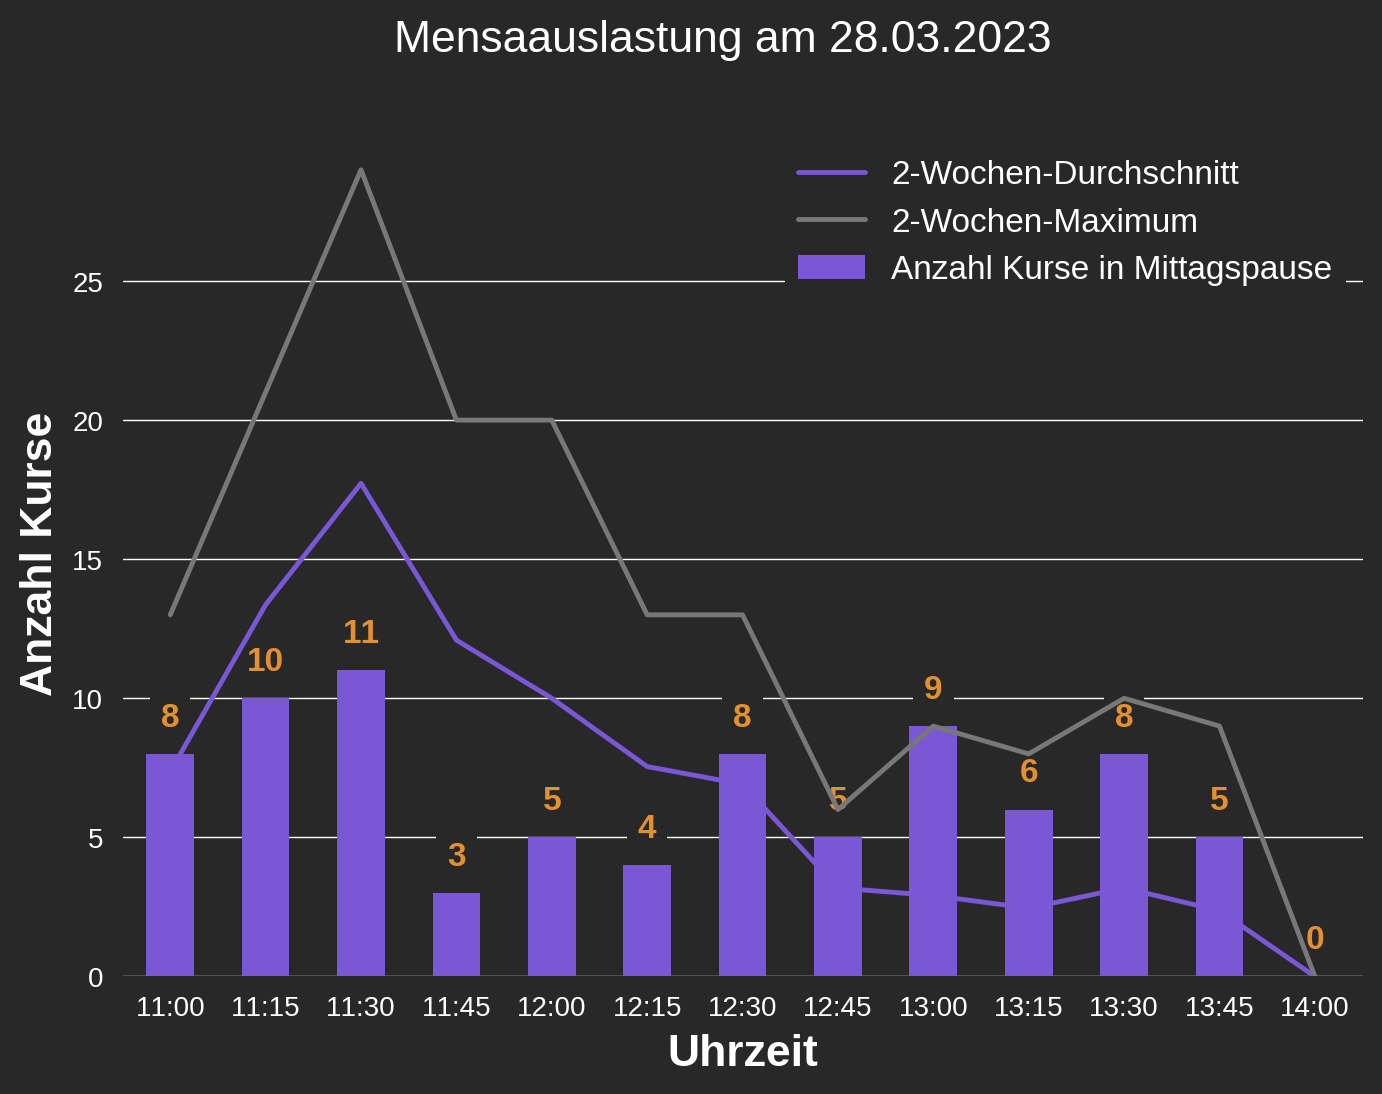 Mensaauslastung am 28.03.2023
2-Wochen-Durchschnitt
2-Wochen-Maximum
Anzahl Kurse in Mittagspause
Anzahl Kurse
25
20
15
10
5
0
8
10
11
3
5
4
8
5
9
6
8
5
0
11:00 11:15 11:30 11:45 12:00 12:15 12:30 12:45 13:00 13:15 13:30 13:45 14:00
Uhrzeit